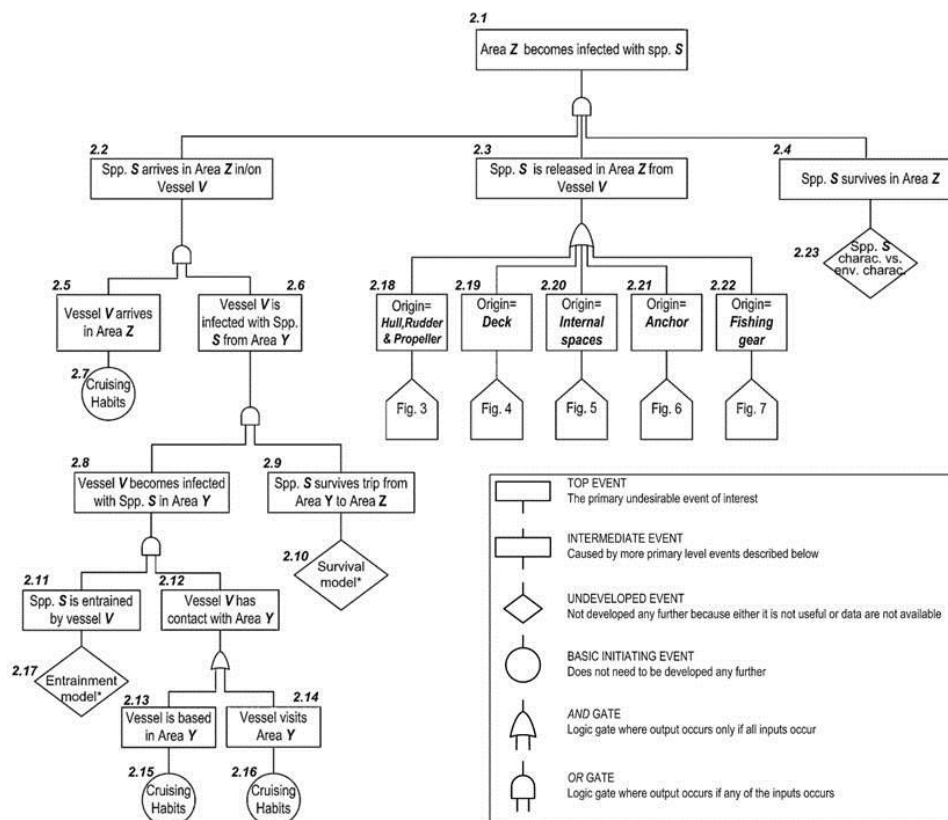 2.1
Area Z becomes infected with spp. S
2.2
Spp. S arrives in Area Z in/on
Vessel V
2.3
Spp. S is released in Area Z from
Vessel V
2.4
Spp. S survives in Area Z
2.23
Spp. S
charac. vs.
env. charac.
2.5
Vessel V arrives
in Area Z
2.6
Vessel V is
infected with Spp.
S from Area Y
2.7
Cruising
Habits
2.18
Origin=
Hull,Rudder
& Propeller
2.19
Origin=
Deck
2.20
Origin=
Internal
spaces
2.21
Origin=
Anchor
2.22
Origin=
Fishing
gear
Fig. 3
Fig. 4
Fig. 5
Fig. 6
Fig. 7
2.8
Vessel V becomes infected
with Spp. S in Area Y
2.9
Spp. S survives trip from
Area Y to Area Z
2.10
Survival
model*
2.11
Spp. S is entrained
by vessel V
2.12
Vessel V has
contact with Area Y
2.17
Entrainment
model*
2.13
Vessel is based
in Area Y
2.14
Vessel visits
Area Y
2.15
Cruising
Habits
2.16
Cruising
Habits
TOP EVENT
The primary undesirable event of interest
INTERMEDIATE EVENT
Caused by more primary level events described below
UNDEVELOPED EVENT
Not developed any further because either it is not useful or data are not available
BASIC INITIATING EVENT
Does not need to be developed any further
AND GATE
Logic gate where output occurs only if all inputs occur
OR GATE
Logic gate where output occurs if any of the inputs occurs